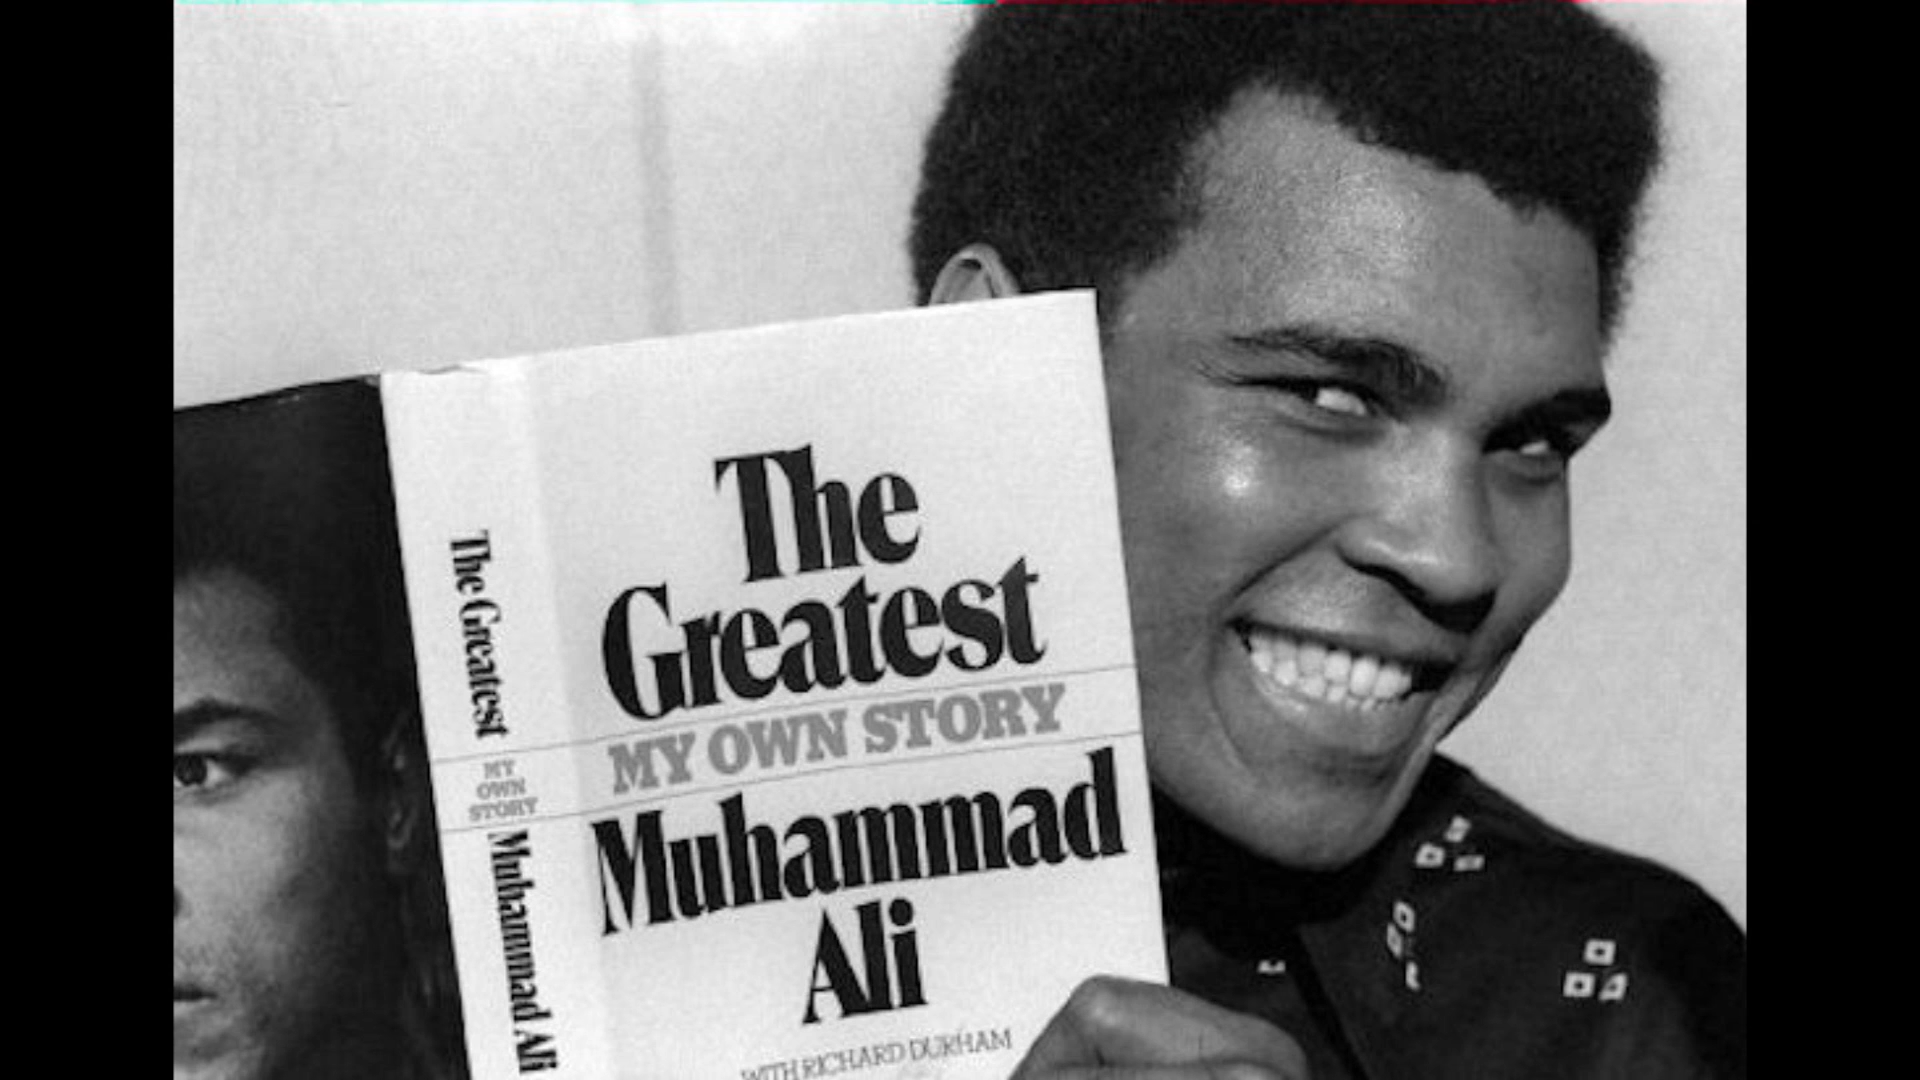 The Greatest
MY
OWN
STORY
Muhammad Ali
The
Greatest
MY OWN STORY
Muhammad
Ali
WITH RICHARD DURHAM